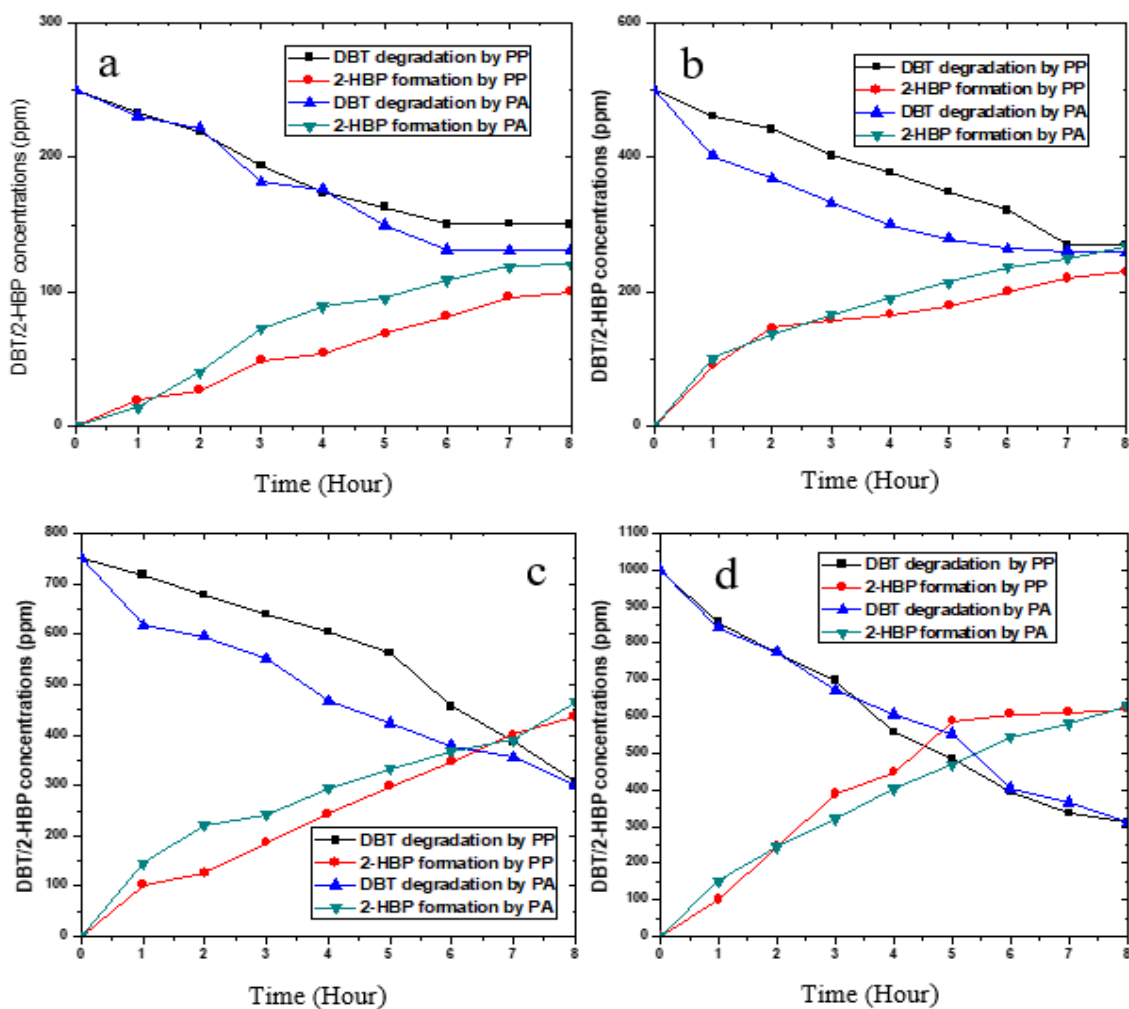 a
DBT/2-HBP concentrations (ppm)
300
200
100
0
DBT degradation by PP
2-HBP formation by PP
DBT degradation by PA
2-HBP formation by PA
0 1 2 3 4 5 6 7 8
Time (Hour)
b
DBT/2-HBP concentrations (ppm)
600
400
200
0
DBT degradation by PP
2-HBP formation by PP
DBT degradation by PA
2-HBP formation by PA
0 1 2 3 4 5 6 7 8
Time (Hour)
c
DBT/2-HBP concentrations (ppm)
800
700
600
500
400
300
200
100
0
DBT degradation by PP
2-HBP formation by PP
DBT degradation by PA
2-HBP formation by PA
0 1 2 3 4 5 6 7 8
Time (Hour)
d
DBT/2-HBP concentrations (ppm)
1100
1000
900
800
700
600
500
400
300
200
100
0
DBT degradation by PP
2-HBP formation by PP
DBT degradation by PA
2-HBP formation by PA
0 1 2 3 4 5 6 7 8
Time (Hour)